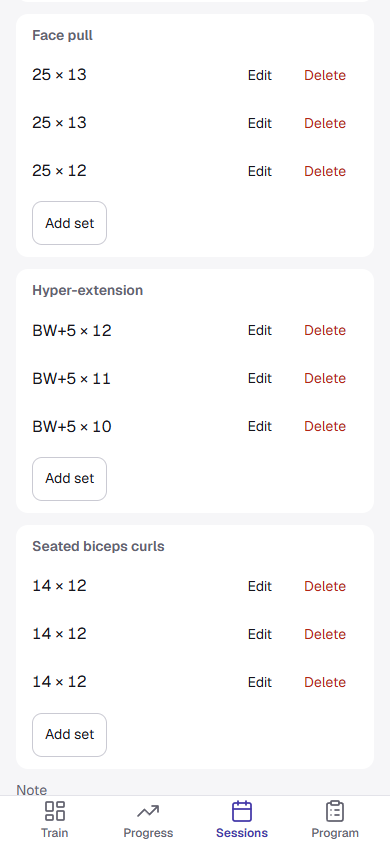 Face pull
25 × 13 Edit Delete
25 × 13 Edit Delete
25 × 12 Edit Delete
Add set
Hyper-extension
BW+5 × 12 Edit Delete
BW+5 × 11 Edit Delete
BW+5 × 10 Edit Delete
Add set
Seated biceps curls
14 × 12 Edit Delete
14 × 12 Edit Delete
14 × 12 Edit Delete
Add set
Note
Train Progress Sessions Program